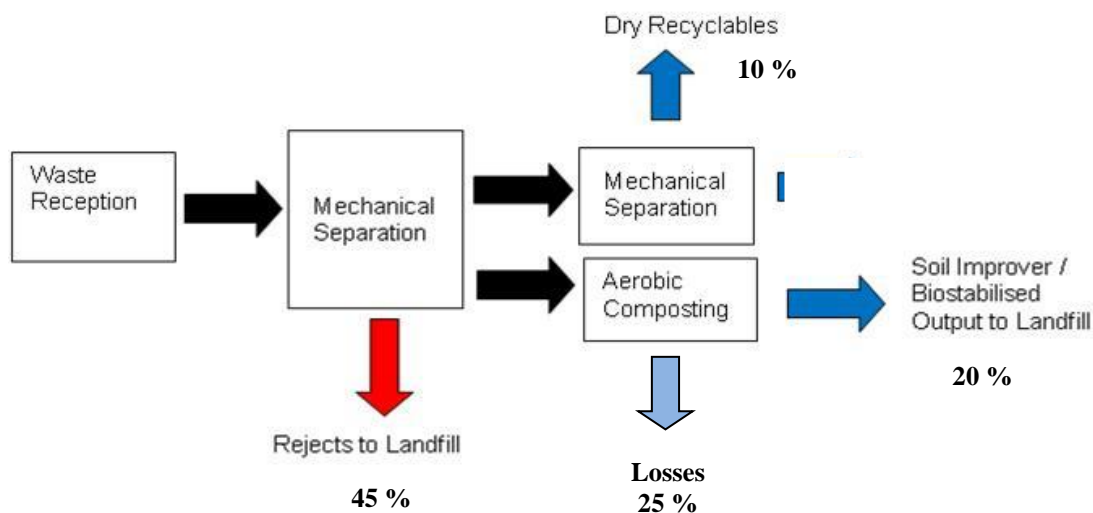 Dry Recyclables
10 %
Waste
Reception
Mechanical
Separation
Mechanical
Separation
Aerobic
Composting
Soil Improver /
Biostabilised
Output to Landfill
20 %
Rejects to Landfill
45 %
Losses
25 %